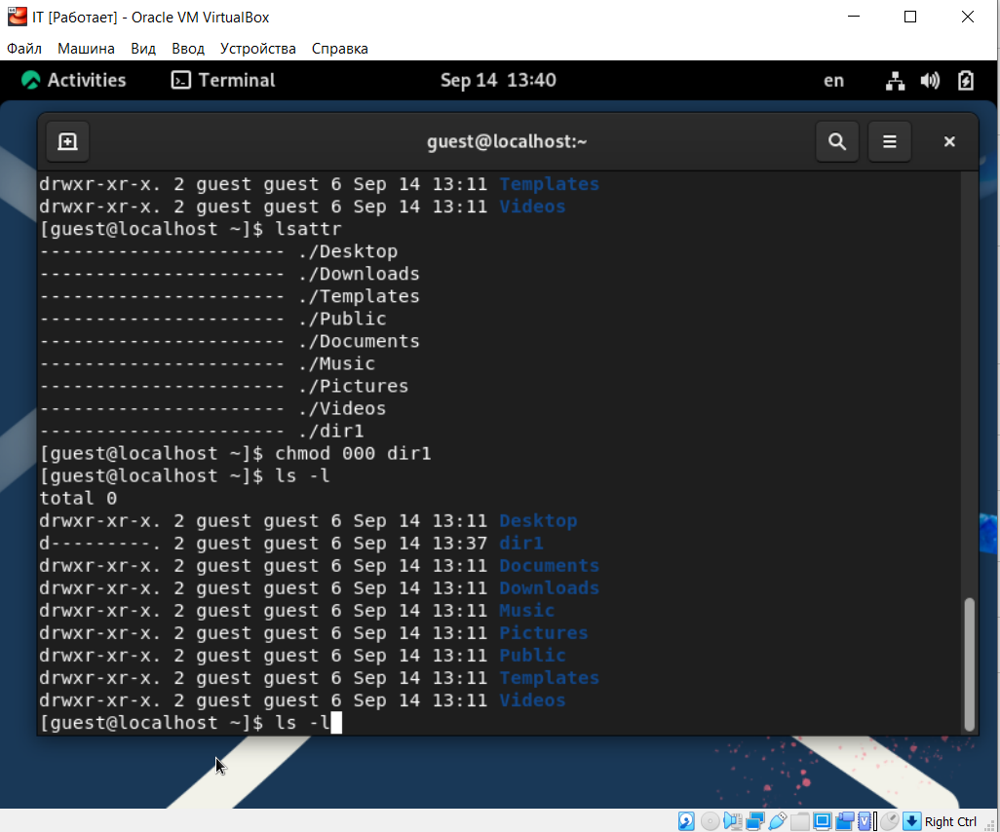 IT [Работает] - Oracle VM VirtualBox
Файл Машина Вид Ввод Устройства Справка
Activities Terminal Sep 14 13:40 en
guest@localhost:~
drwxr-xr-x. 2 guest guest 6 Sep 14 13:11 Templates
drwxr-xr-x. 2 guest guest 6 Sep 14 13:11 Videos
[guest@localhost ~]$ lsattr
---------------------- ./Desktop
---------------------- ./Downloads
---------------------- ./Templates
---------------------- ./Public
---------------------- ./Documents
---------------------- ./Music
---------------------- ./Pictures
---------------------- ./Videos
---------------------- ./dir1
[guest@localhost ~]$ chmod 000 dir1
[guest@localhost ~]$ ls -l
total 0
drwxr-xr-x. 2 guest guest 6 Sep 14 13:11 Desktop
d---------. 2 guest guest 6 Sep 14 13:37 dir1
drwxr-xr-x. 2 guest guest 6 Sep 14 13:11 Documents
drwxr-xr-x. 2 guest guest 6 Sep 14 13:11 Downloads
drwxr-xr-x. 2 guest guest 6 Sep 14 13:11 Music
drwxr-xr-x. 2 guest guest 6 Sep 14 13:11 Pictures
drwxr-xr-x. 2 guest guest 6 Sep 14 13:11 Public
drwxr-xr-x. 2 guest guest 6 Sep 14 13:11 Templates
drwxr-xr-x. 2 guest guest 6 Sep 14 13:11 Videos
[guest@localhost ~]$ ls -l
Right Ctrl